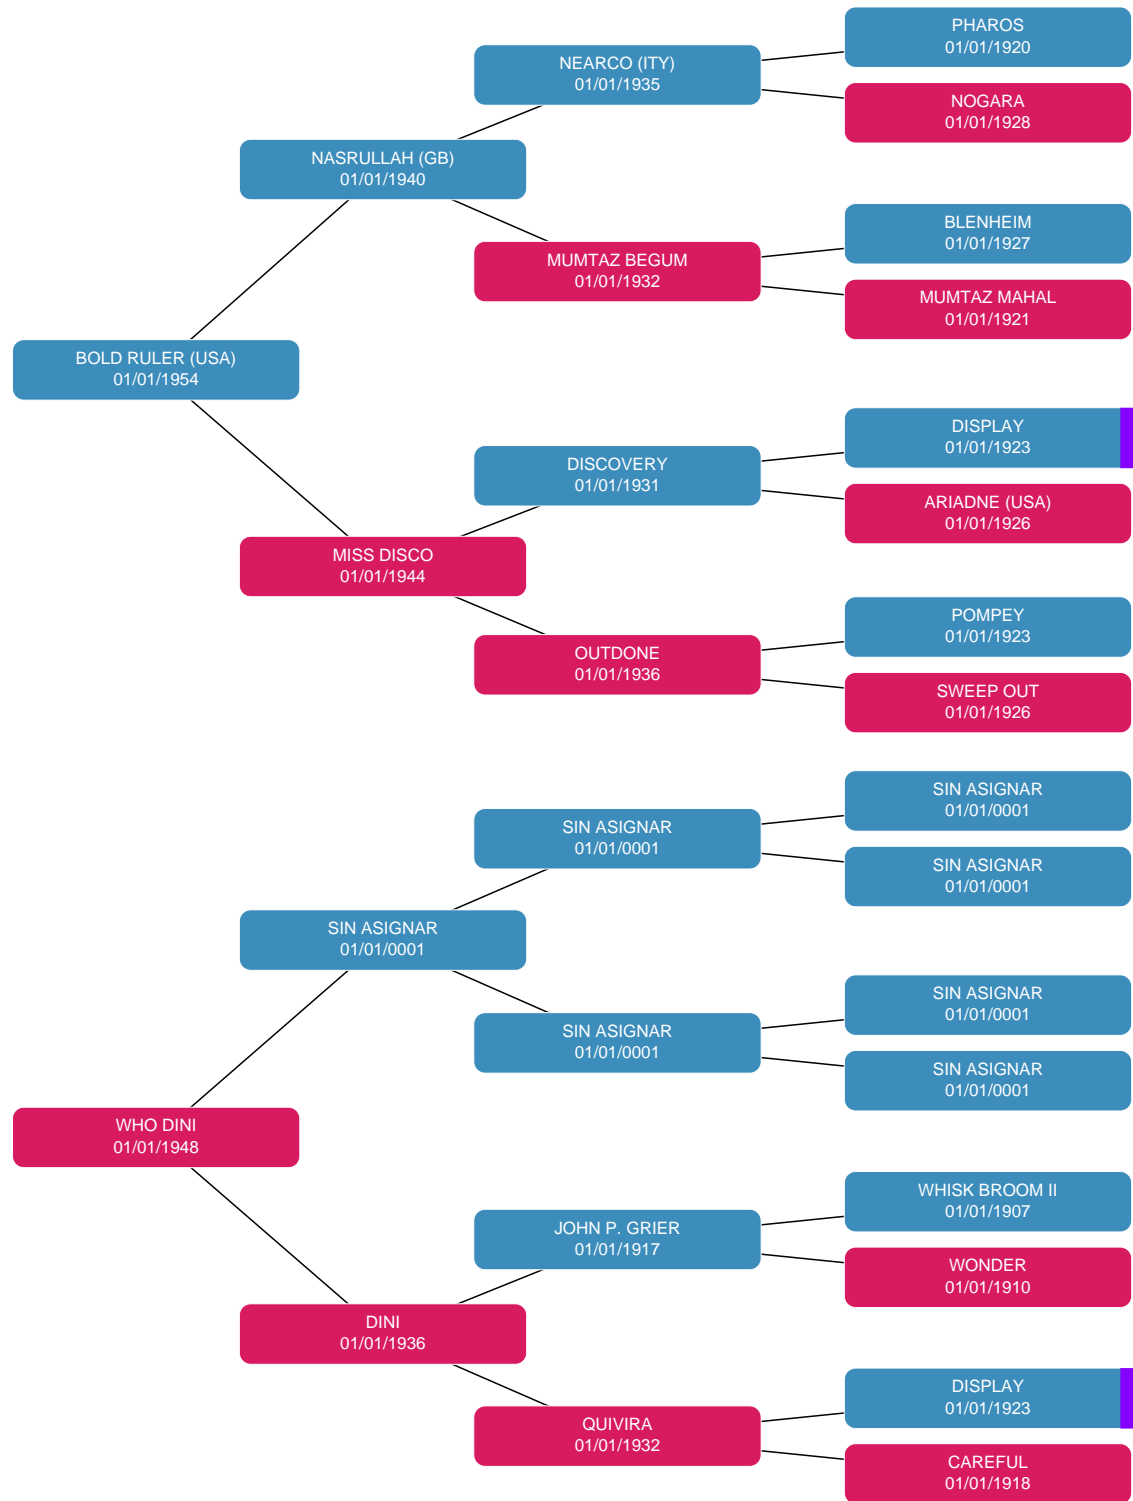 PHAROS
01/01/1920
NEARCO (ITY)
01/01/1935
NOGARA
01/01/1928
NASRULLAH (GB)
01/01/1940
BLENHEIM
01/01/1927
MUMTAZ BEGUM
01/01/1932
MUMTAZ MAHAL
01/01/1921
BOLD RULER (USA)
01/01/1954
DISPLAY
01/01/1923
DISCOVERY
01/01/1931
ARIADNE (USA)
01/01/1926
MISS DISCO
01/01/1944
POMPEY
01/01/1923
OUTDONE
01/01/1936
SWEEP OUT
01/01/1926
SIN ASIGNAR
01/01/0001
SIN ASIGNAR
01/01/0001
SIN ASIGNAR
01/01/0001
SIN ASIGNAR
01/01/0001
SIN ASIGNAR
01/01/0001
SIN ASIGNAR
01/01/0001
SIN ASIGNAR
01/01/0001
WHO DINI
01/01/1948
WHISK BROOM II
01/01/1907
JOHN P. GRIER
01/01/1917
WONDER
01/01/1910
DINI
01/01/1936
DISPLAY
01/01/1923
QUIVIRA
01/01/1932
CAREFUL
01/01/1918